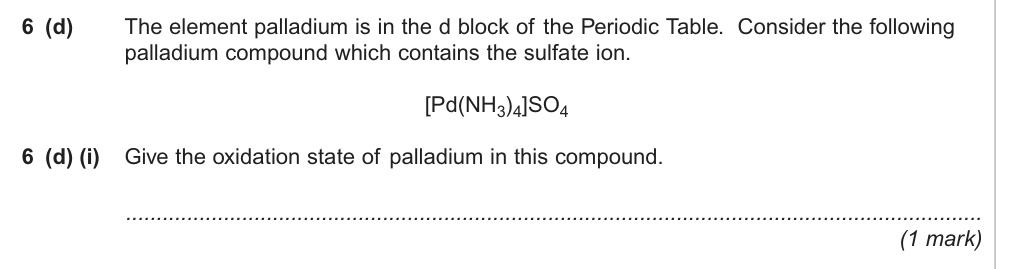 6 (d) The element palladium is in the d block of the Periodic Table. Consider the following
palladium compound which contains the sulfate ion.
[Pd(NH₃)₄]SO₄
6 (d) (i) Give the oxidation state of palladium in this compound.
(1 mark)